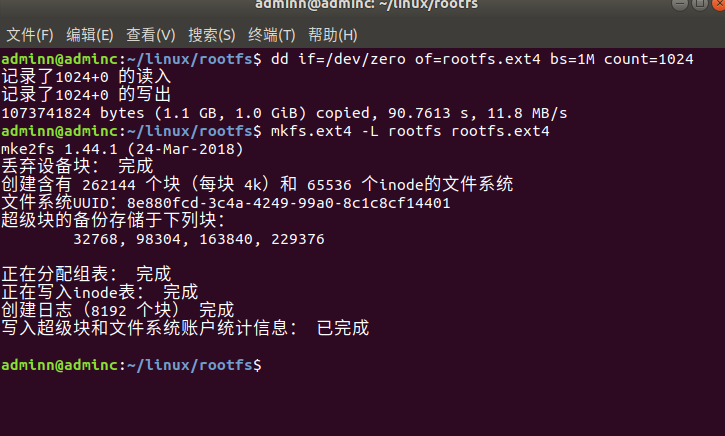 adminn@adminc: ~/linux/rootfs
文件(F) 编辑(E) 查看(V) 搜索(S) 终端(T) 帮助(H)
adminn@adminc:~/linux/rootfs$ dd if=/dev/zero of=rootfs.ext4 bs=1M count=1024
记录了1024+0 的读入
记录了1024+0 的写出
1073741824 bytes (1.1 GB, 1.0 GiB) copied, 90.7613 s, 11.8 MB/s
adminn@adminc:~/linux/rootfs$ mkfs.ext4 -L rootfs rootfs.ext4
mke2fs 1.44.1 (24-Mar-2018)
丢弃设备块： 完成
创建含有 262144 个块（每块 4k）和 65536 个inode的文件系统
文件系统UUID：8e880fcd-3c4a-4249-99a0-8c1c8cf14401
超级块的备份存储于下列块：
32768, 98304, 163840, 229376
正在分配组表： 完成
正在写入inode表： 完成
创建日志（8192 个块） 完成
写入超级块和文件系统账户统计信息： 已完成
adminn@adminc:~/linux/rootfs$